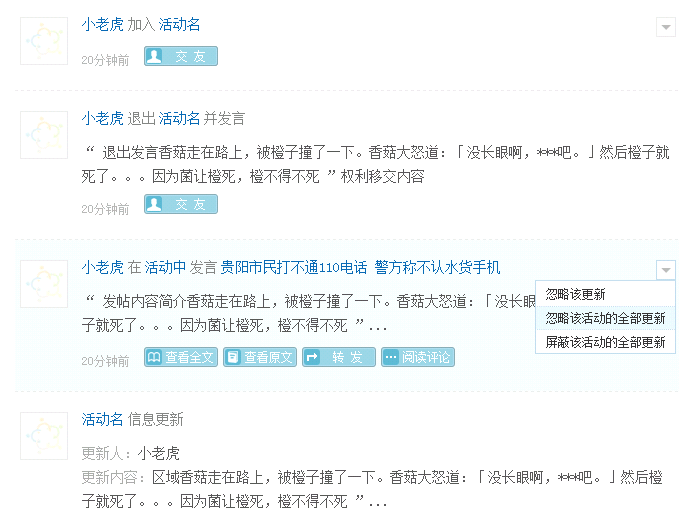 小老虎 加入 活动名
20分钟前 交 友
小老虎 退出 活动名 并发言
“ 退出发言香菇走在路上，被橙子撞了一下。香菇大怒道：「没长眼啊，***吧。」然后橙子就
死了。。。因为菌让橙死，橙不得不死 ”权利移交内容
20分钟前 交 友
小老虎 在 活动中 发言 贵阳市民打不通110电话 警方称不认水货手机
“ 发帖内容简介香菇走在路上，被橙子撞了一下。香菇大怒道：「没长眼
子就死了。。。因为菌让橙死，橙不得不死 ”...
忽略该更新
忽略该活动的全部更新
屏蔽该活动的全部更新
20分钟前 查看全文 查看原文 转 发 阅读评论
活动名 信息更新
更新人：小老虎
更新内容：区域香菇走在路上，被橙子撞了一下。香菇大怒道：「没长眼啊，***吧。」然后橙
子就死了。。。因为菌让橙死，橙不得不死 ”...